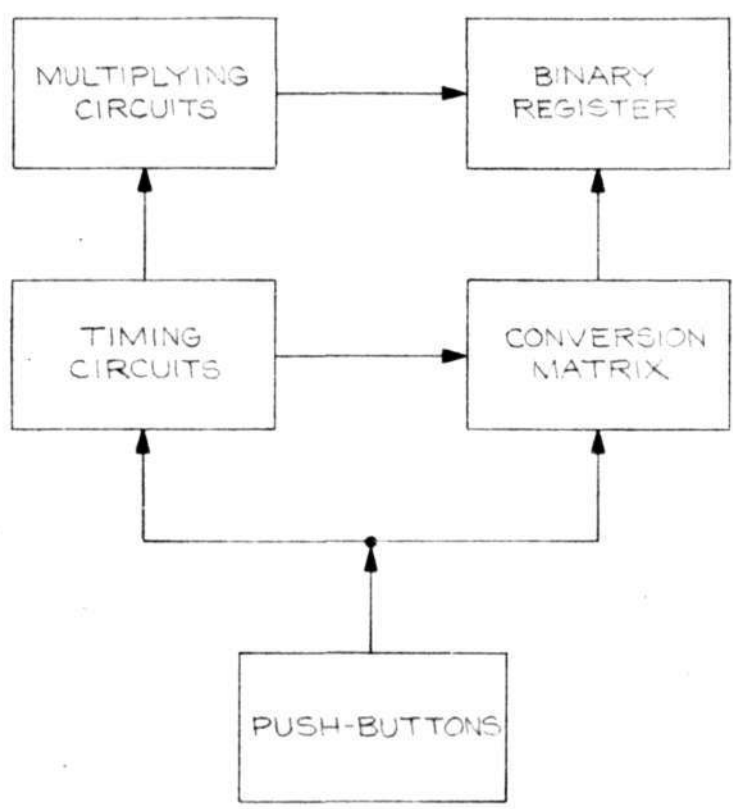 MULTIPLYING
CIRCUITS
BINARY
REGISTER
TIMING
CIRCUITS
CONVERSION
MATRIX
PUSH-BUTTONS